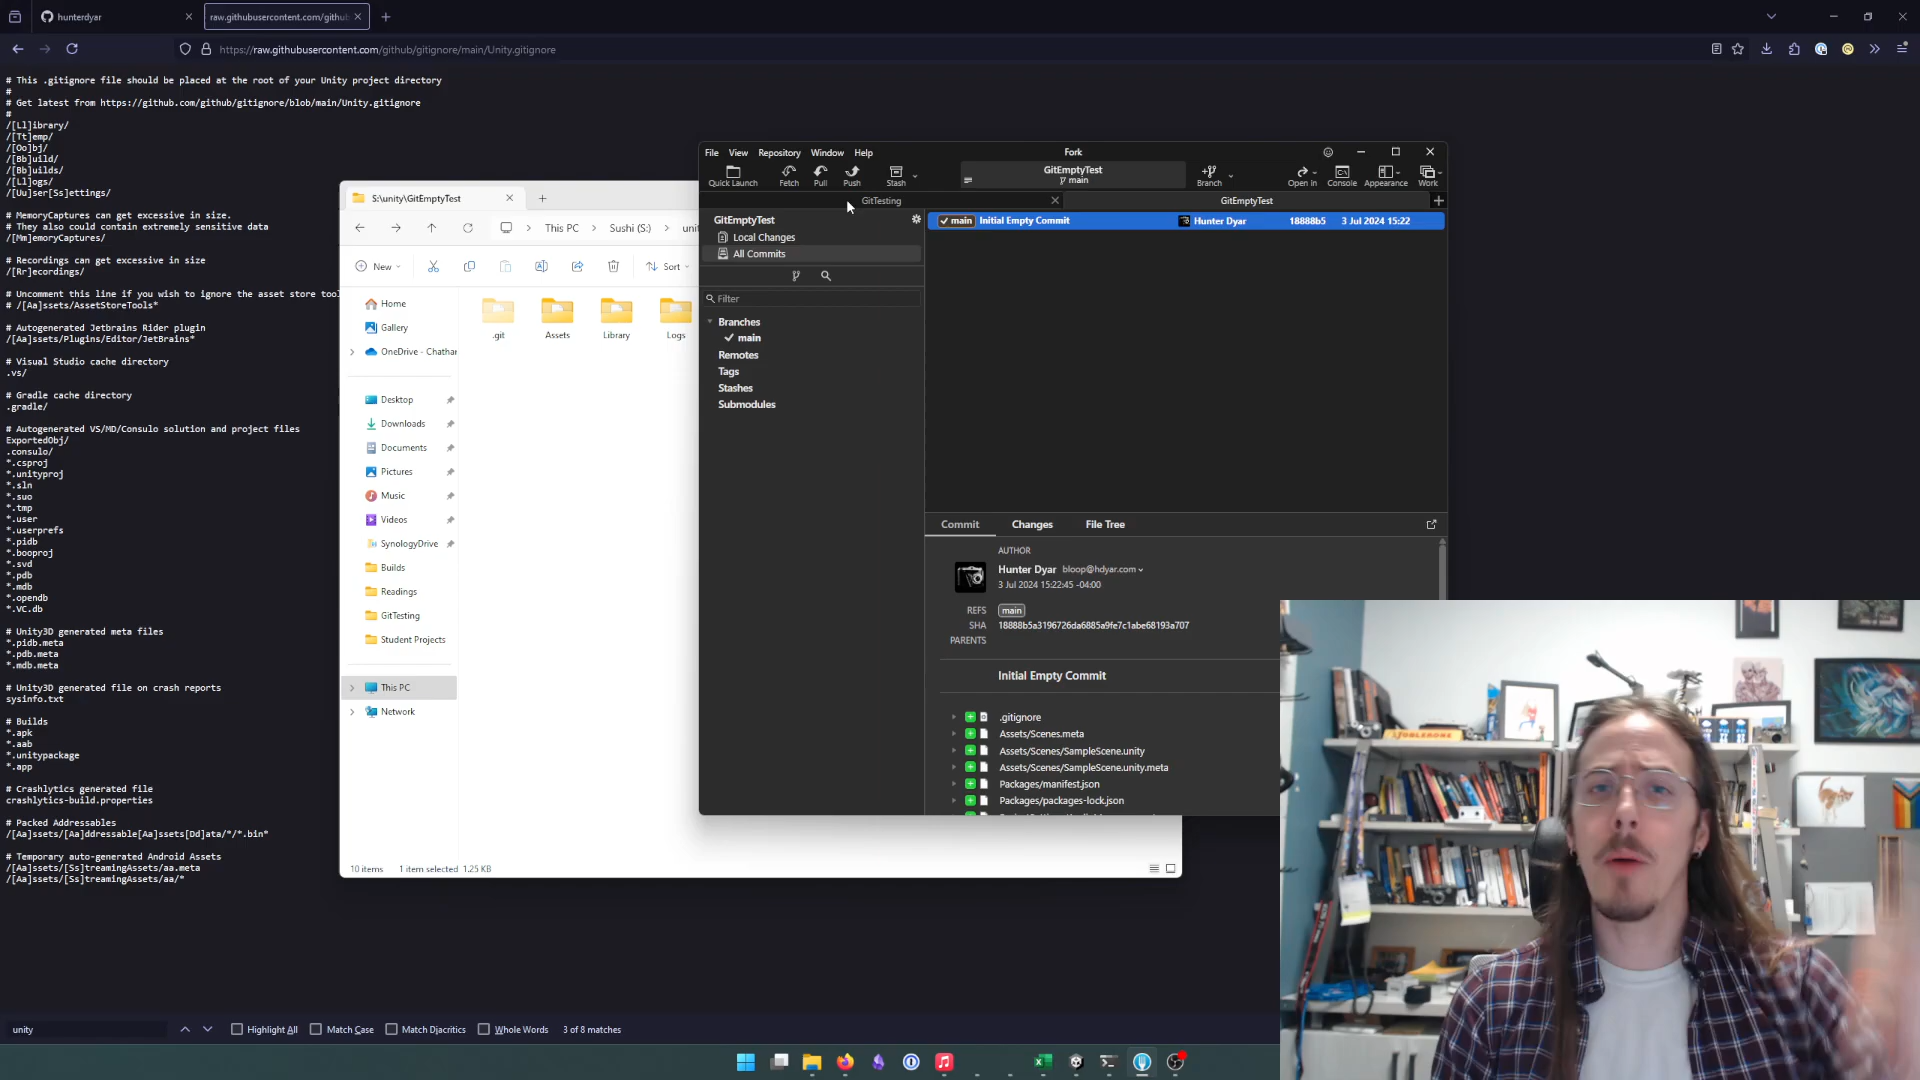 hunterdyar
raw.githubusercontent.com/github
https://raw.githubusercontent.com/github/gitignore/main/Unity.gitignore
# This .gitignore file should be placed at the root of your Unity project directory
#
# Get latest from https://github.com/github/gitignore/blob/main/Unity.gitignore
#
/[Ll]ibrary/
/[Tt]emp/
/[Oo]bj/
/[Bb]uild/
/[Bb]uilds/
/[Ll]ogs/
/[Uu]ser[Ss]ettings/
# MemoryCaptures can get excessive in size.
# They also could contain extremely sensitive data
/[Mm]emoryCaptures/
# Recordings can get excessive in size
/[Rr]ecordings/
# Uncomment this line if you wish to ignore the asset store tool
# /[Aa]ssets/AssetStoreTools*
# Autogenerated Jetbrains Rider plugin
/[Aa]ssets/Plugins/Editor/JetBrains*
# Visual Studio cache directory
.vs/
# Gradle cache directory
.gradle/
# Autogenerated VS/MD/Consulo solution and project files
ExportedObj/
.consulo/
*.csproj
*.unityproj
*.sln
*.suo
*.tmp
*.user
*.userprefs
*.pidb
*.booproj
*.svd
*.pdb
*.mdb
*.opendb
*.VC.db
# Unity3D generated meta files
*.pidb.meta
*.pdb.meta
*.mdb.meta
# Unity3D generated file on crash reports
sysinfo.txt
# Builds
*.apk
*.aab
*.unitypackage
*.app
# Crashlytics generated file
crashlytics-build.properties
# Packed Addressables
/[Aa]ssets/[Aa]ddressable[Aa]ssets[Dd]ata/*/*.bin*
# Temporary auto-generated Android Assets
/[Aa]ssets/[Ss]treamingAssets/aa.meta
/[Aa]ssets/[Ss]treamingAssets/aa/*
unity
Highlight All
Match Case
Match Diacritics
Whole Words
3 of 8 matches
S:\unity\GitEmptyTest
This PC
Sushi (S:)
unit
New
Sort
Home
Gallery
OneDrive - Chathar
Desktop
Downloads
Documents
Pictures
Music
Videos
SynologyDrive
Builds
Readings
GitTesting
Student Projects
This PC
Network
.git
Assets
Library
Logs
10 items
1 item selected 1.25 KB
File View Repository Window Help
Fork
Quick Launch
Fetch
Pull
Push
Stash
GitEmptyTest
main
Branch
Open In
Console
Appearance
Work
GitTesting
GitEmptyTest
GitEmptyTest
Local Changes
All Commits
Filter
Branches
main
Remotes
Tags
Stashes
Submodules
main Initial Empty Commit
Hunter Dyar
18888b5
3 Jul 2024 15:22
Commit
Changes
File Tree
AUTHOR
Hunter Dyar bloop@hdyar.com
3 Jul 2024 15:22:45 -04:00
REFS main
SHA 18888b5a3196726da6885a9fe7c1abe68193a707
PARENTS
Initial Empty Commit
.gitignore
Assets/Scenes.meta
Assets/Scenes/SampleScene.unity
Assets/Scenes/SampleScene.unity.meta
Packages/manifest.json
Packages/packages-lock.json
TOBLERONE